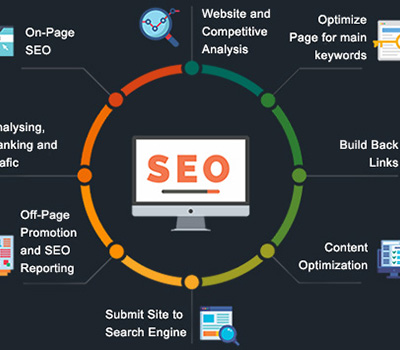 Website and
Competitive
Analysis
Optimize
Page for main
keywords
Build Back
Links
Content
Optimization
Submit Site to
Search Engine
Off-Page
Promotion
and SEO
Reporting
nalysing,
anking and
afic
On-Page
SEO
SEO